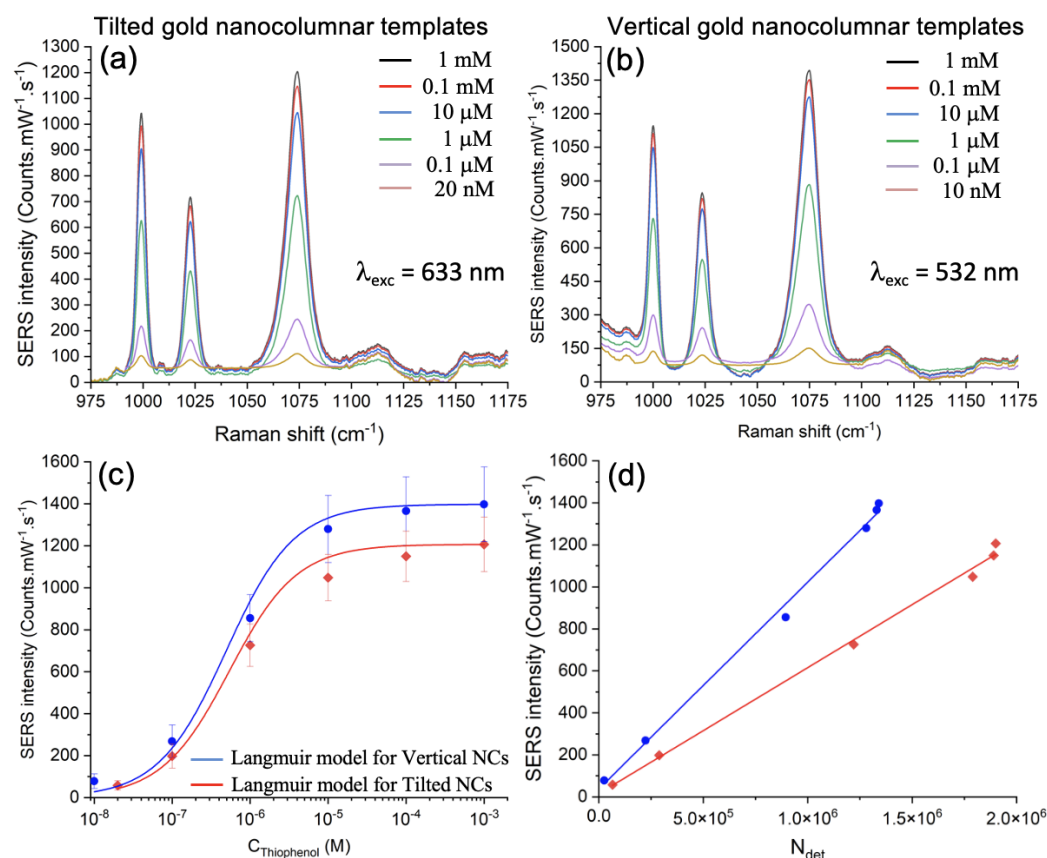 Tilted gold nanocolumnar templates
Vertical gold nanocolumnar templates
(a)
1 mM
0.1 mM
10 μM
1 μM
0.1 μM
20 nM
λexc = 633 nm
SERS intensity (Counts.mW⁻¹.s⁻¹)
1300
1200
1100
1000
900
800
700
600
500
400
300
200
100
0
975 1000 1025 1050 1075 1100 1125 1150 1175
Raman shift (cm⁻¹)
(b)
1 mM
0.1 mM
10 μM
1 μM
0.1 μM
10 nM
λexc = 532 nm
SERS intensity (Counts.mW⁻¹.s⁻¹)
1500
1350
1200
1050
900
750
600
450
300
150
0
975 1000 1025 1050 1075 1100 1125 1150 1175
Raman shift (cm⁻¹)
(c)
SERS intensity (Counts.mW⁻¹.s⁻¹)
1600
1400
1200
1000
800
600
400
200
0
Langmuir model for Vertical NCs
Langmuir model for Tilted NCs
10⁻⁸ 10⁻⁷ 10⁻⁶ 10⁻⁵ 10⁻⁴ 10⁻³
CThiophenol (M)
(d)
SERS intensity (Counts.mW⁻¹.s⁻¹)
1600
1400
1200
1000
800
600
400
200
0
0.0 5.0×10⁵ 1.0×10⁶ 1.5×10⁶ 2.0×10⁶
Ndet